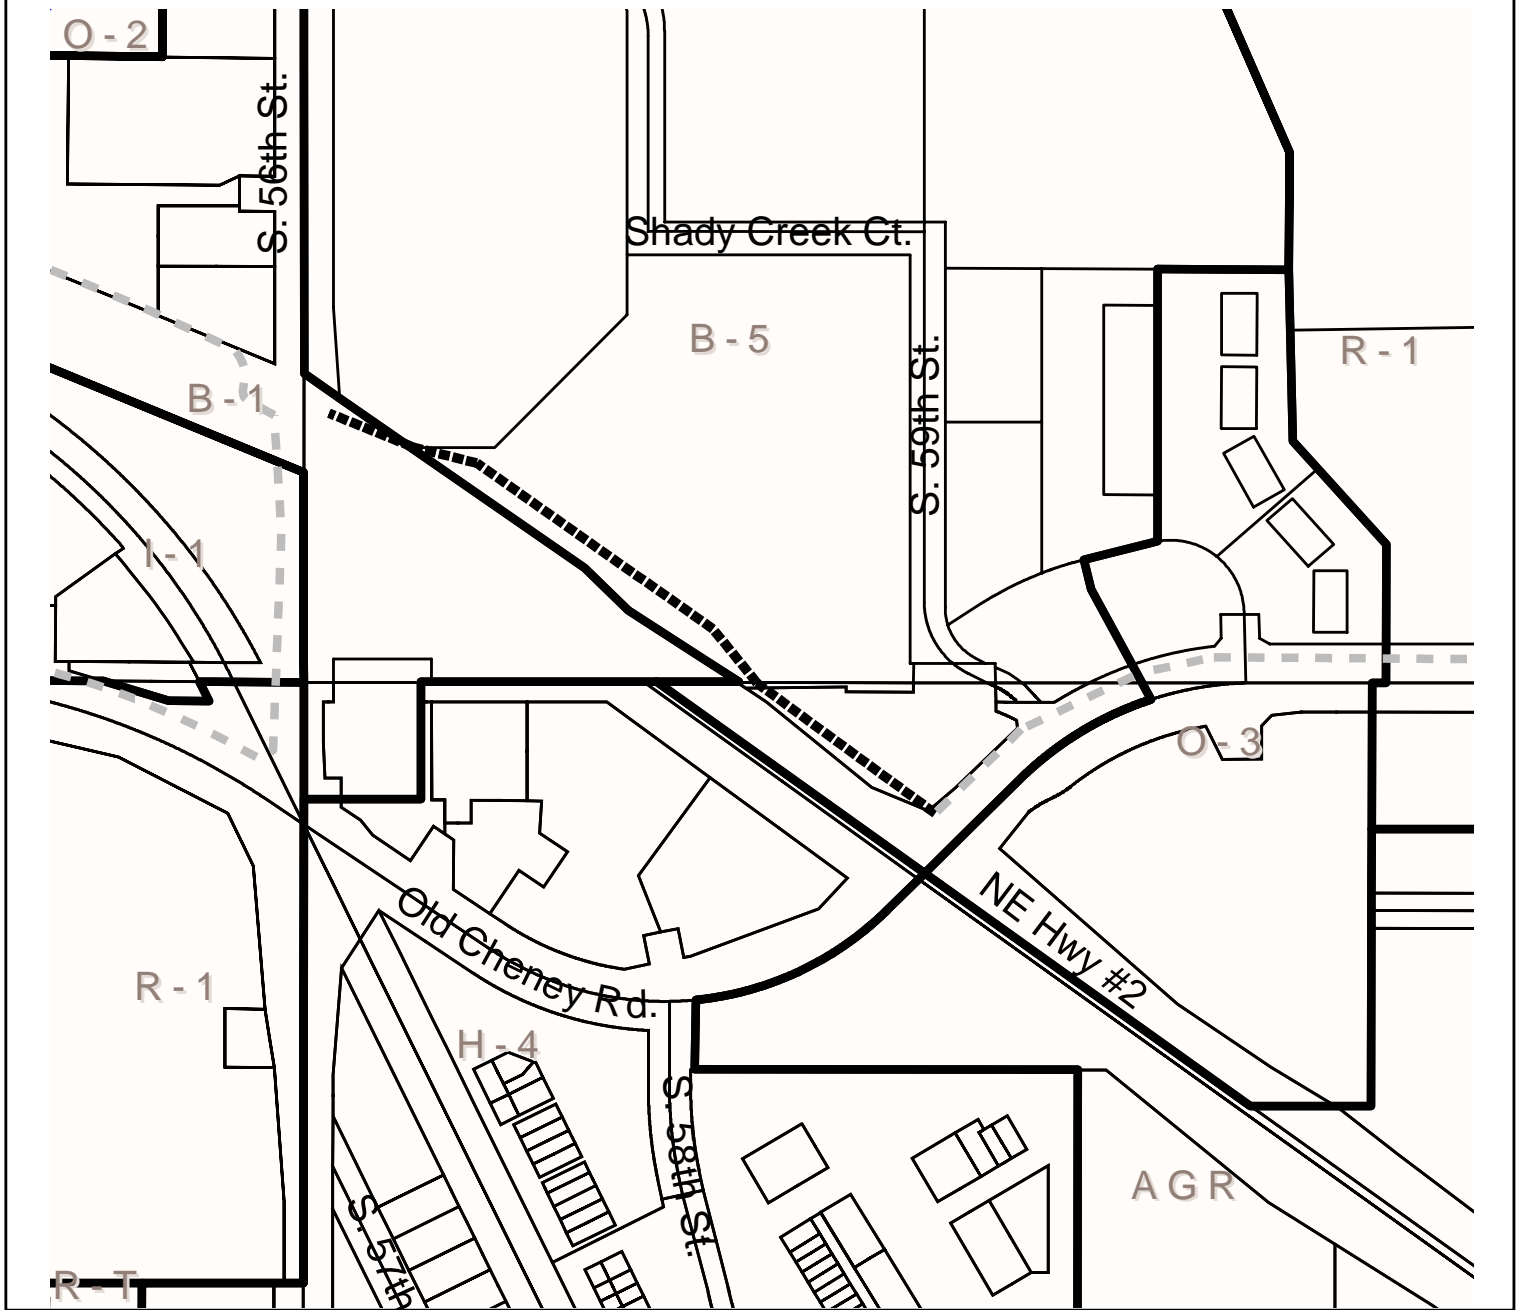 O - 2
S. 56th St.
Shady Creek Ct.
B - 5
R - 1
S. 59th St.
B - 1
I - 1
O - 3
Old Cheney Rd.
NE Hwy #2
R - 1
H - 4
S. 58th St.
A G R
S. 57th
R - T